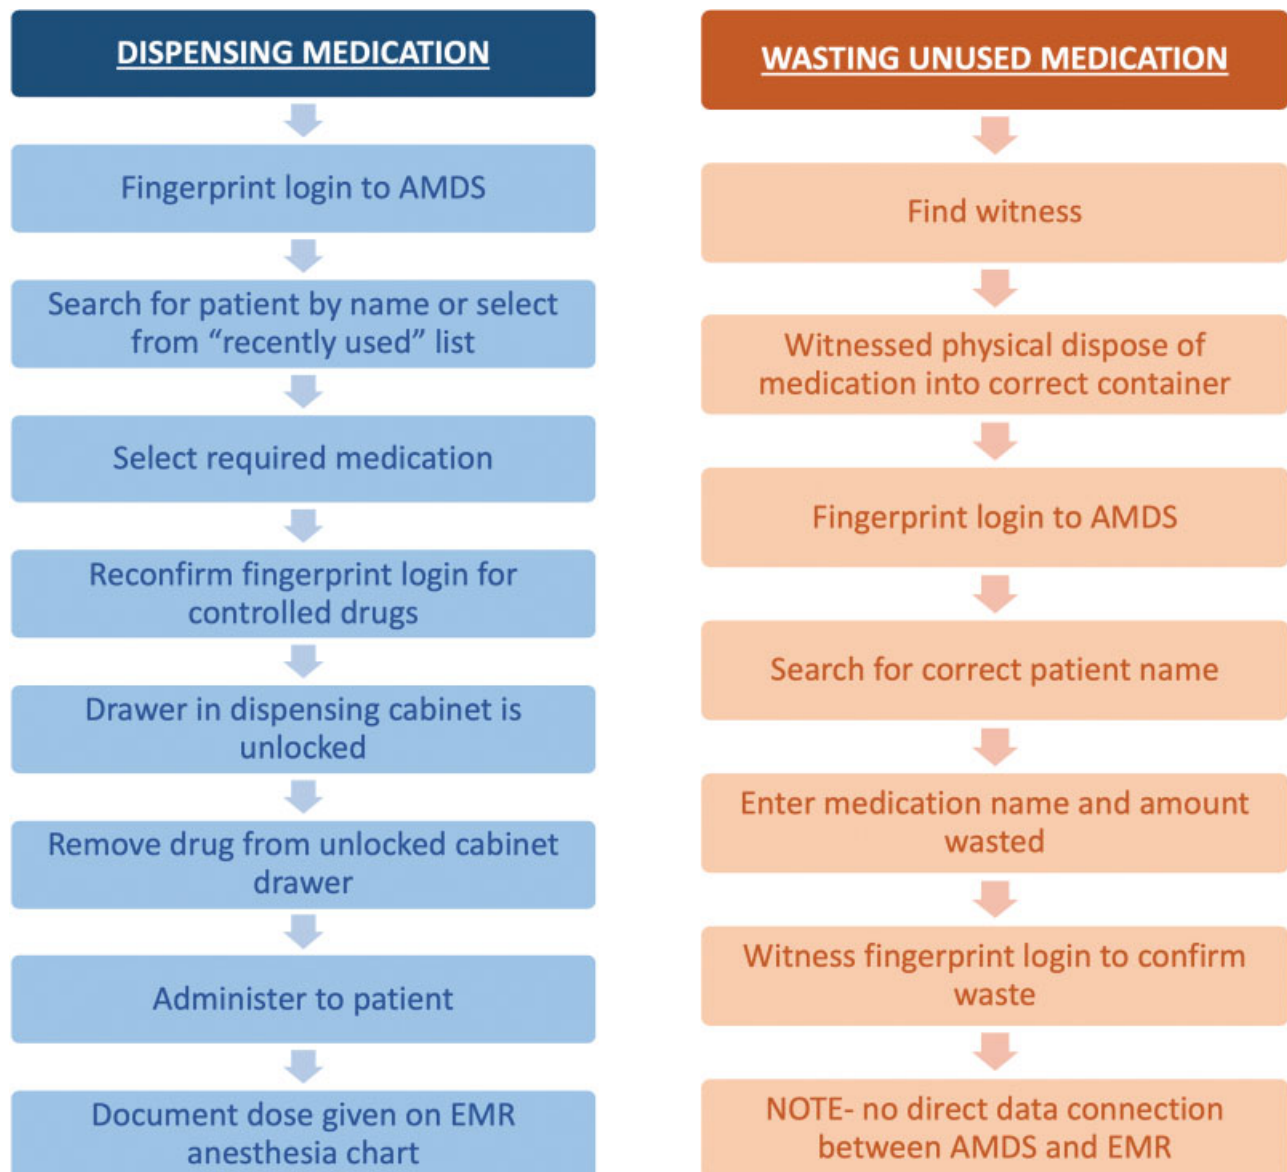 DISPENSING MEDICATION
Fingerprint login to AMDS
Search for patient by name or select
from “recently used” list
Select required medication
Reconfirm fingerprint login for
controlled drugs
Drawer in dispensing cabinet is
unlocked
Remove drug from unlocked cabinet
drawer
Administer to patient
Document dose given on EMR
anesthesia chart
WASTING UNUSED MEDICATION
Find witness
Witnessed physical dispose of
medication into correct container
Fingerprint login to AMDS
Search for correct patient name
Enter medication name and amount
wasted
Witness fingerprint login to confirm
waste
NOTE- no direct data connection
between AMDS and EMR